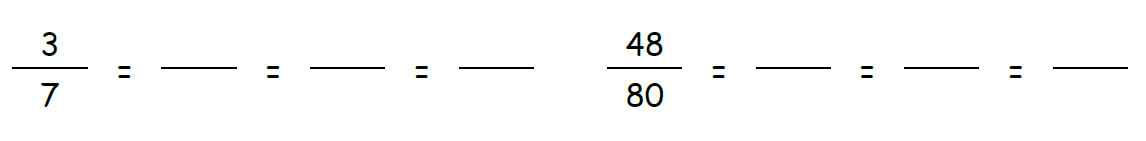 3/7 = ___ = ___ = ___
48/80 = ___ = ___ = ___